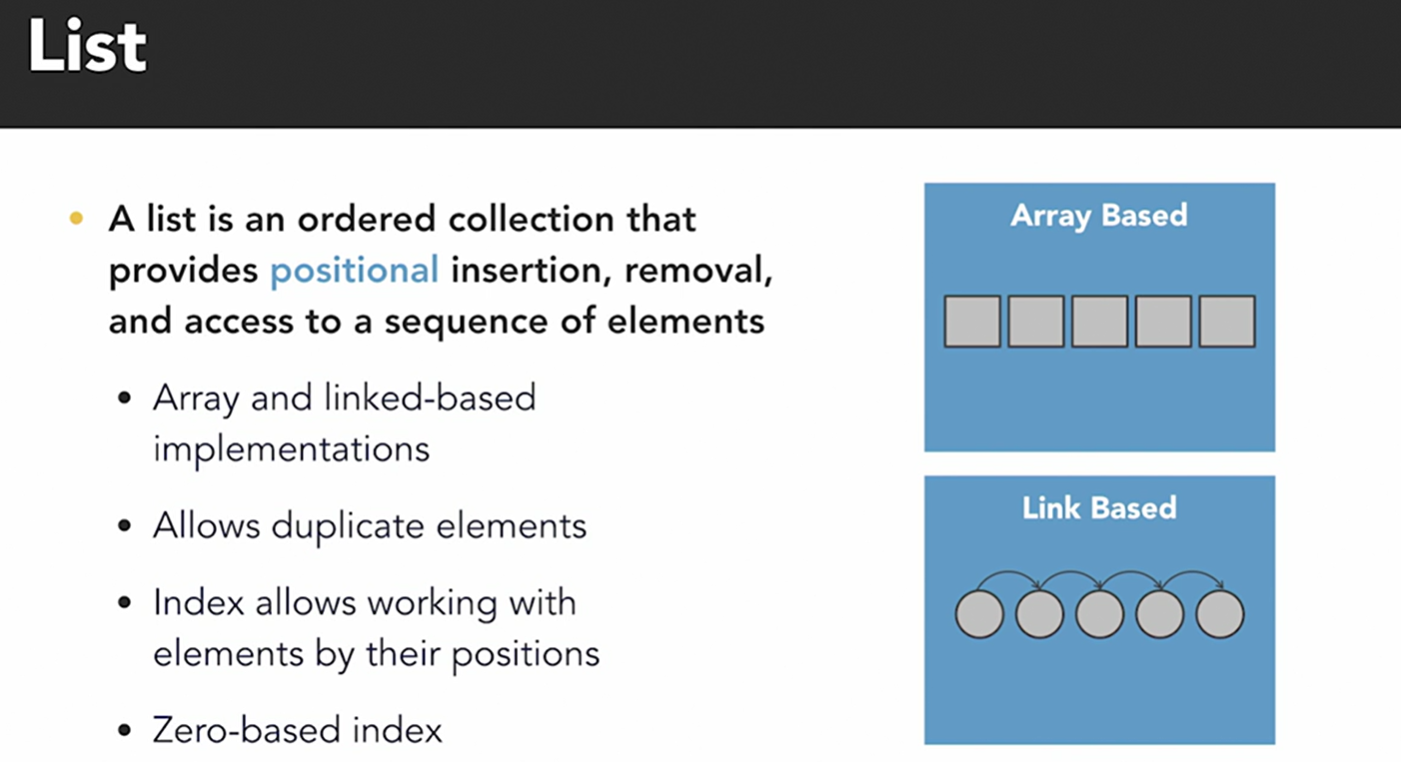 List
A list is an ordered collection that
provides positional insertion, removal,
and access to a sequence of elements
Array and linked-based
implementations
Allows duplicate elements
Index allows working with
elements by their positions
Zero-based index
Array Based
Link Based